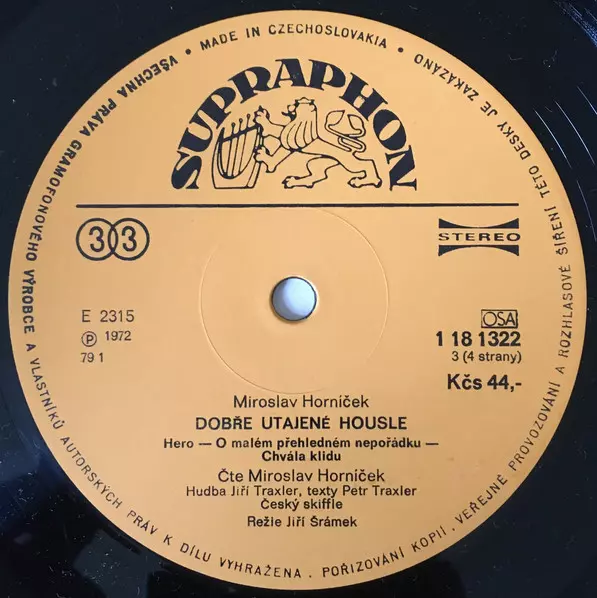 VŠECHNA PRÁVA GRAMOFONOVÉHO VÝROBCE A VLASTNÍKŮ AUTORSKÝCH PRÁV K DÍLU VYHRAŽENA. POŘIZOVÁNÍ KOPIÍ, VEŘEJNÉ PROVOZOVÁNÍ A ROZHLASOVÉ ŠÍŘENÍ TÉTO DESKY JE ZAKÁZÁNO • MADE IN CZECHOSLOVAKIA •
SUPRAPHON
33
STEREO
E 2315
Ⓟ 1972
79 1
OSA
1 18 1322
3 (4 strany)
Kčs 44,-
Miroslav Horníček
DOBŘE UTAJENÉ HOUSLE
Hero — O malém přehledném nepořádku —
Chvála klidu
Čte Miroslav Horníček
Hudba Jiří Traxler, texty Petr Traxler
Český skiffle
Režie Jiří Šrámek